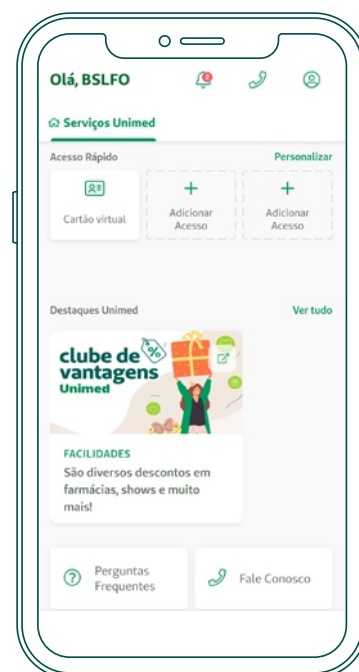 Olá, BSLFO
2
Serviços Unimed
Acesso Rápido
Personalizar
Cartão virtual
Adicionar
Acesso
Adicionar
Acesso
Destaques Unimed
Ver tudo
clube de
vantagens
Unimed
%
FACILIDADES
São diversos descontos em
farmácias, shows e muito
mais!
Perguntas
Frequentes
Fale Conosco